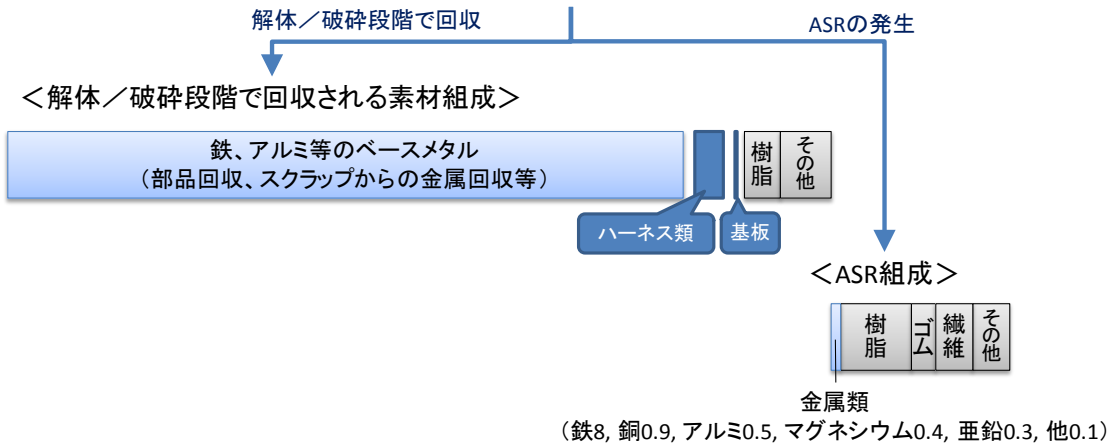 解体／破砕段階で回収
ASRの発生
＜解体／破砕段階で回収される素材組成＞
鉄、アルミ等のベースメタル
（部品回収、スクラップからの金属回収等）
樹脂
その他
ハーネス類
基板
＜ASR組成＞
樹脂
ゴム
繊維
その他
金属類
（鉄8, 銅0.9, アルミ0.5, マグネシウム0.4, 亜鉛0.3, 他0.1）